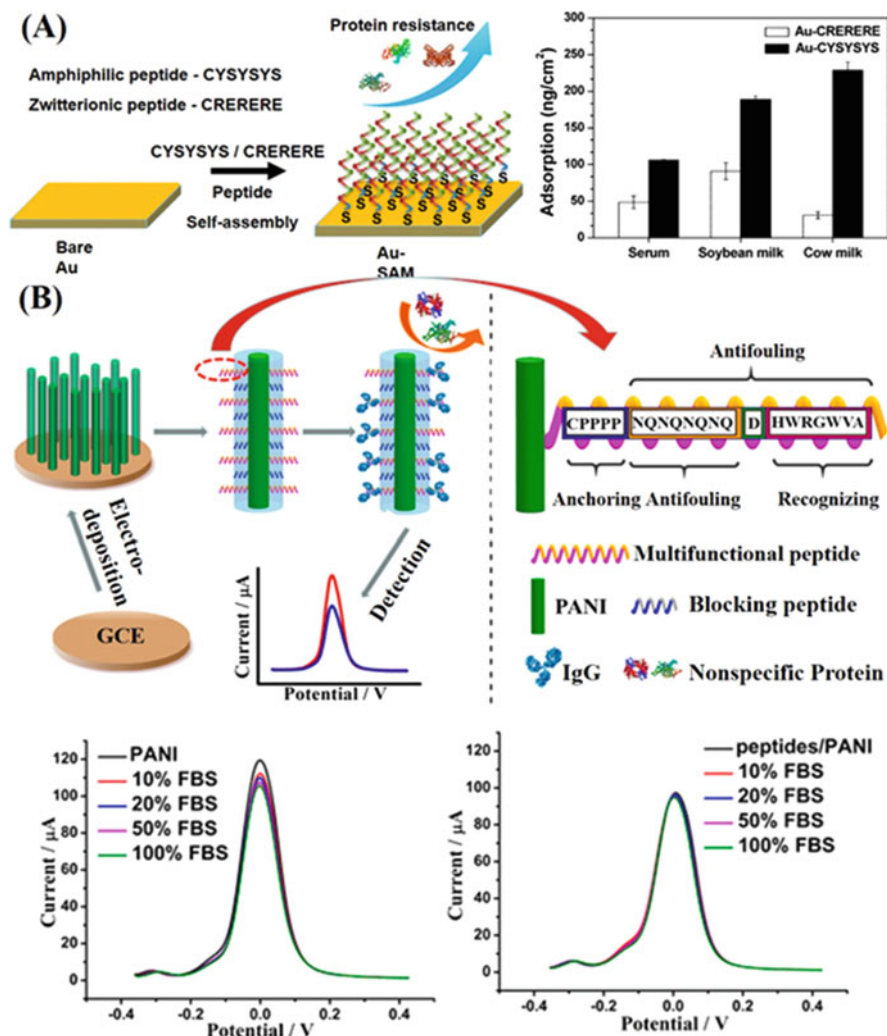 (A)
Protein resistance
Amphiphilic peptide - CYSYSYS
Zwitterionic peptide - CRERERE
CYSYSYS / CRERERE
Peptide
Self-assembly
Bare
Au
S S S S S
S S S S S
S S S S S
Au-
SAM
Adsorption (ng/cm²)
300
250
200
150
100
50
0
Au-CRERERE
Au-CYSYSYS
Serum
Soybean milk
Cow milk
(B)
Electro-
deposition
GCE
Detection
Current / μA
Potential / V
Antifouling
CPPPP NQNQNQNQ D HWRGWVA
Anchoring Antifouling Recognizing
Multifunctional peptide
PANI
Blocking peptide
IgG
Nonspecific Protein
Current / μA
120
100
80
60
40
20
0
PANI
10% FBS
20% FBS
50% FBS
100% FBS
-0.4 -0.2 0.0 0.2 0.4
Potential / V
Current / μA
120
100
80
60
40
20
0
peptides/PANI
10% FBS
20% FBS
50% FBS
100% FBS
-0.4 -0.2 0.0 0.2 0.4
Potential / V